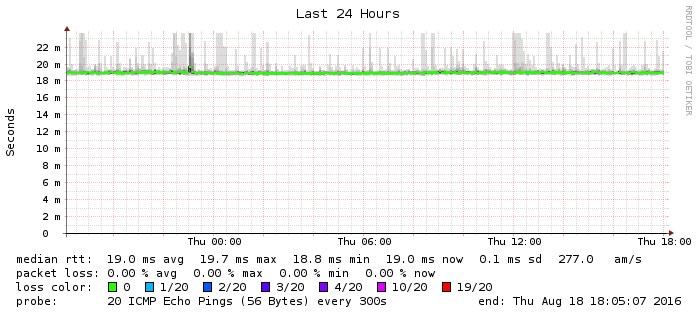 Last 24 Hours
RRDTOOL / TOBI OETIKER
Seconds
22 m
20 m
18 m
16 m
14 m
12 m
10 m
8 m
6 m
4 m
2 m
0
Thu 00:00 Thu 06:00 Thu 12:00 Thu 18:00
median rtt: 19.0 ms avg 19.7 ms max 18.8 ms min 19.0 ms now 0.1 ms sd 277.0 am/s
packet loss: 0.00 % avg 0.00 % max 0.00 % min 0.00 % now
loss color: 0 1/20 2/20 3/20 4/20 10/20 19/20
probe: 20 ICMP Echo Pings (56 Bytes) every 300s end: Thu Aug 18 18:05:07 2016